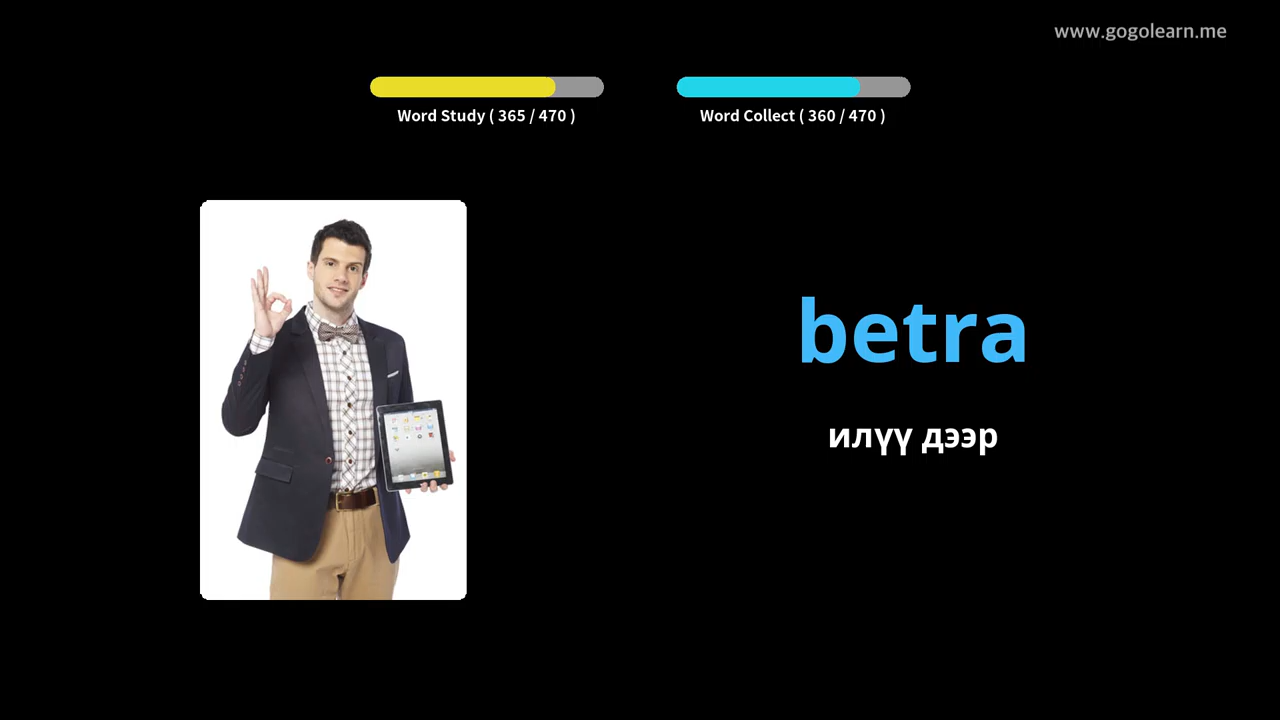 www.gogolearn.me
Word Study ( 365 / 470 )
Word Collect ( 360 / 470 )
betra
илүү дээр